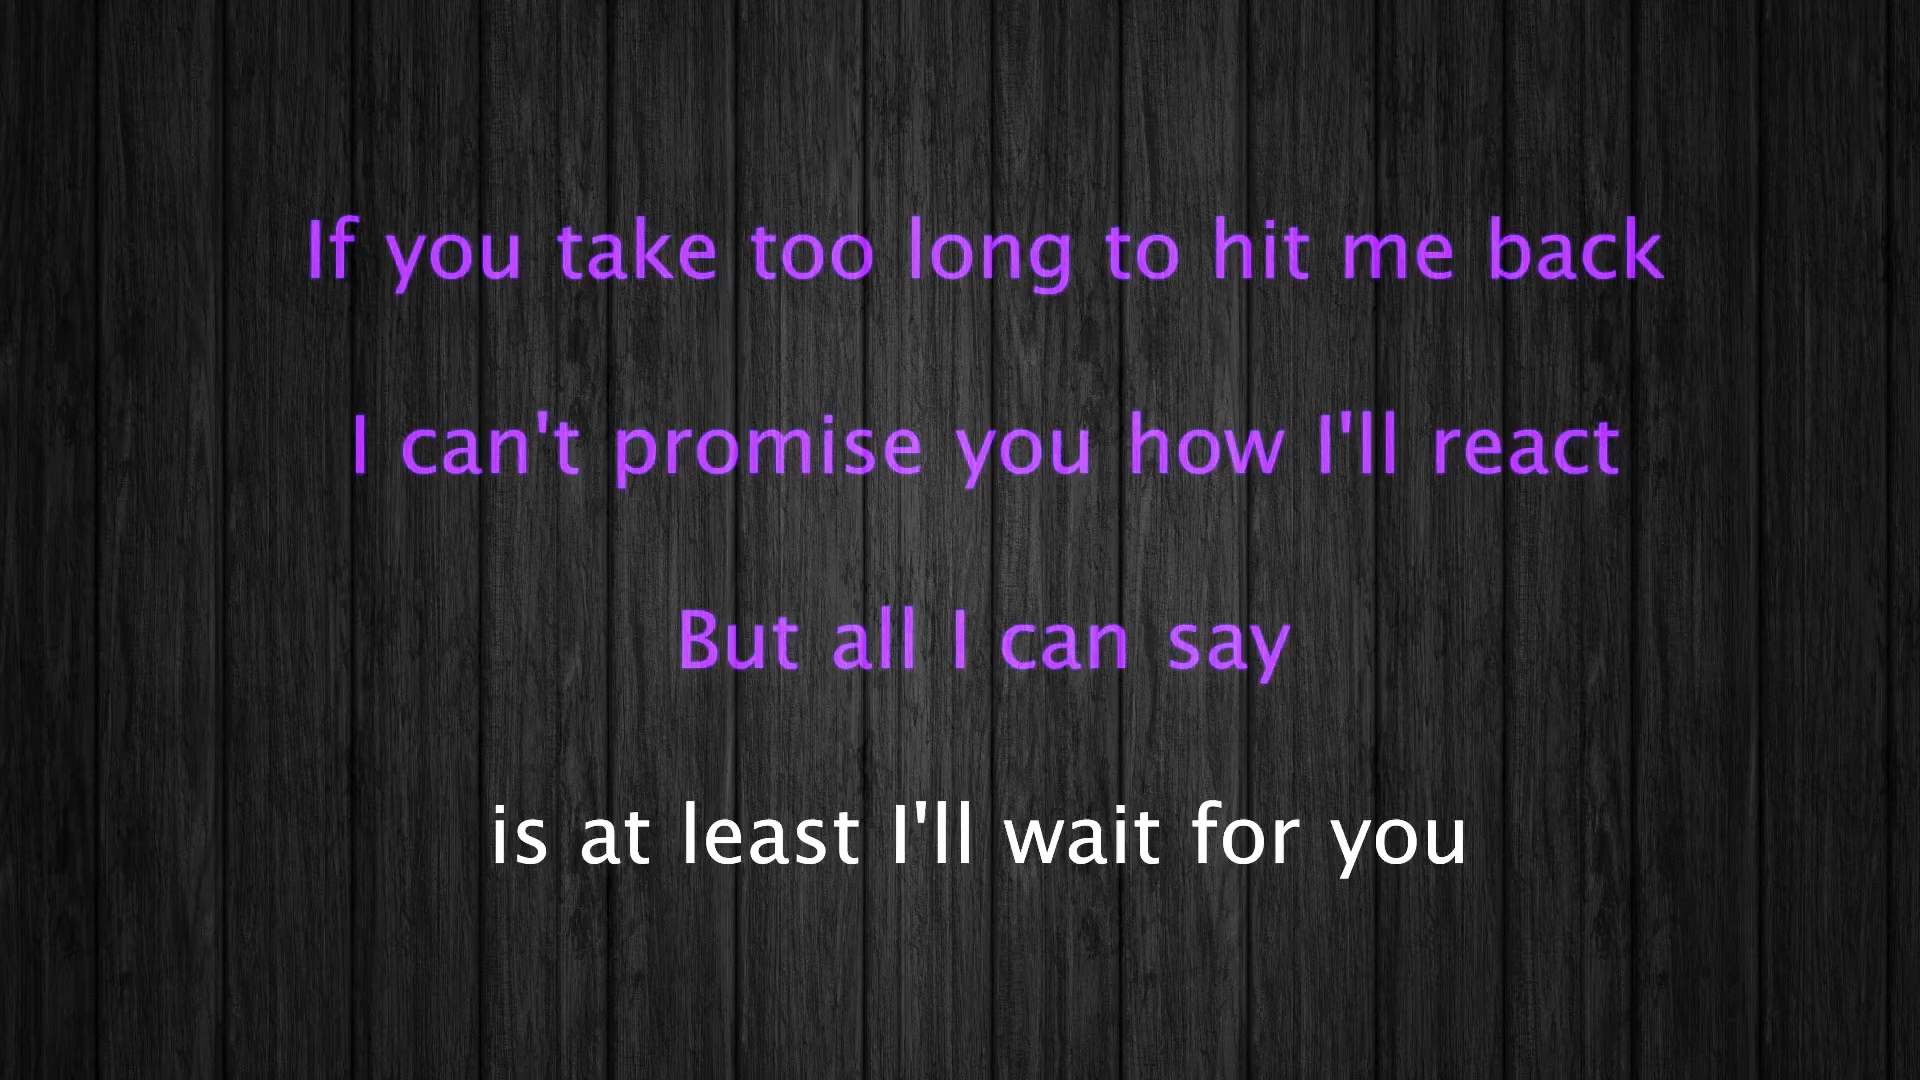 If you take too long to hit me back
I can't promise you how I'll react
But all I can say
is at least I'll wait for you